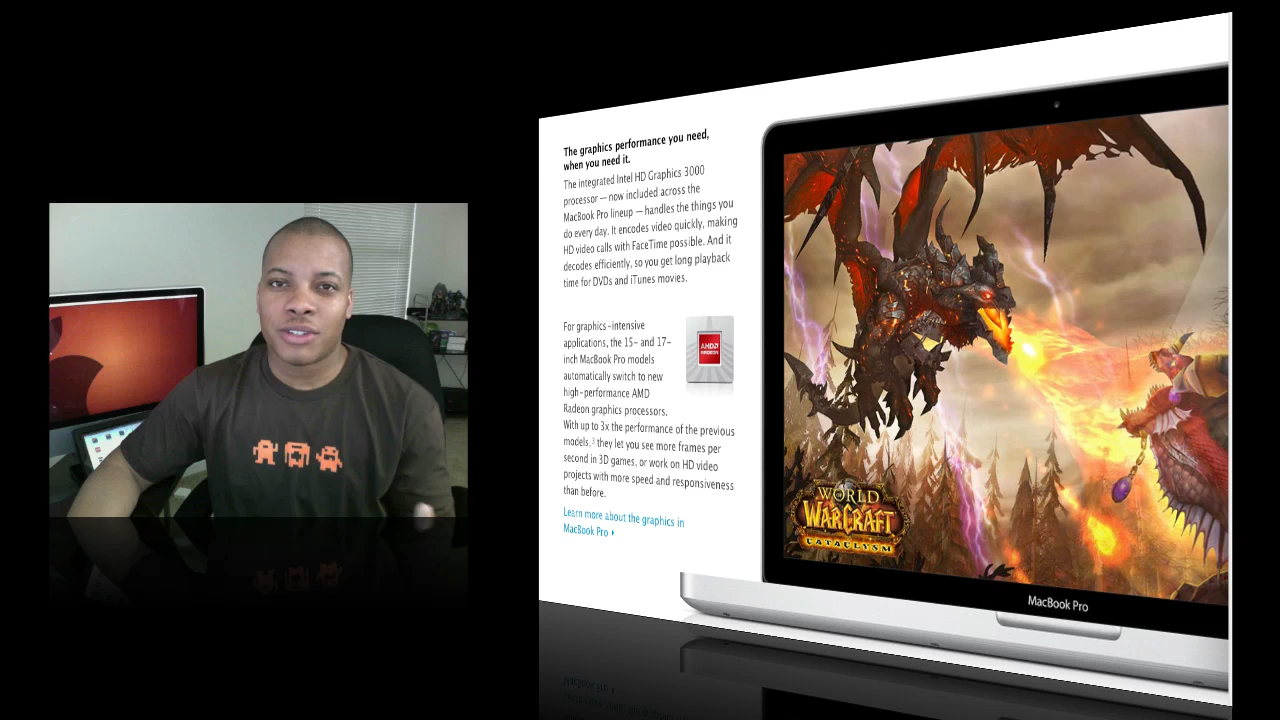 The graphics performance you need,
when you need it.
The integrated Intel HD Graphics 3000
processor — now included across the
MacBook Pro lineup — handles the things you
do every day. It encodes video quickly, making
HD video calls with FaceTime possible. And it
decodes efficiently, so you get long playback
time for DVDs and iTunes movies.
For graphics-intensive
applications, the 15- and 17-
inch MacBook Pro models
automatically switch to new
high-performance AMD
Radeon graphics processors.
With up to 3x the performance of the previous
models,³ they let you see more frames per
second in 3D games, or work on HD video
projects with more speed and responsiveness
than before.
Learn more about the graphics in
MacBook Pro ▸
AMD
RADEON
WORLD
OF
WARCRAFT
CATACLYSM
MacBook Pro